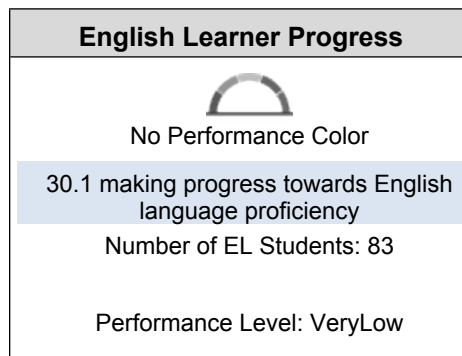 English Learner Progress
No Performance Color
30.1 making progress towards English
language proficiency
Number of EL Students: 83
Performance Level: VeryLow